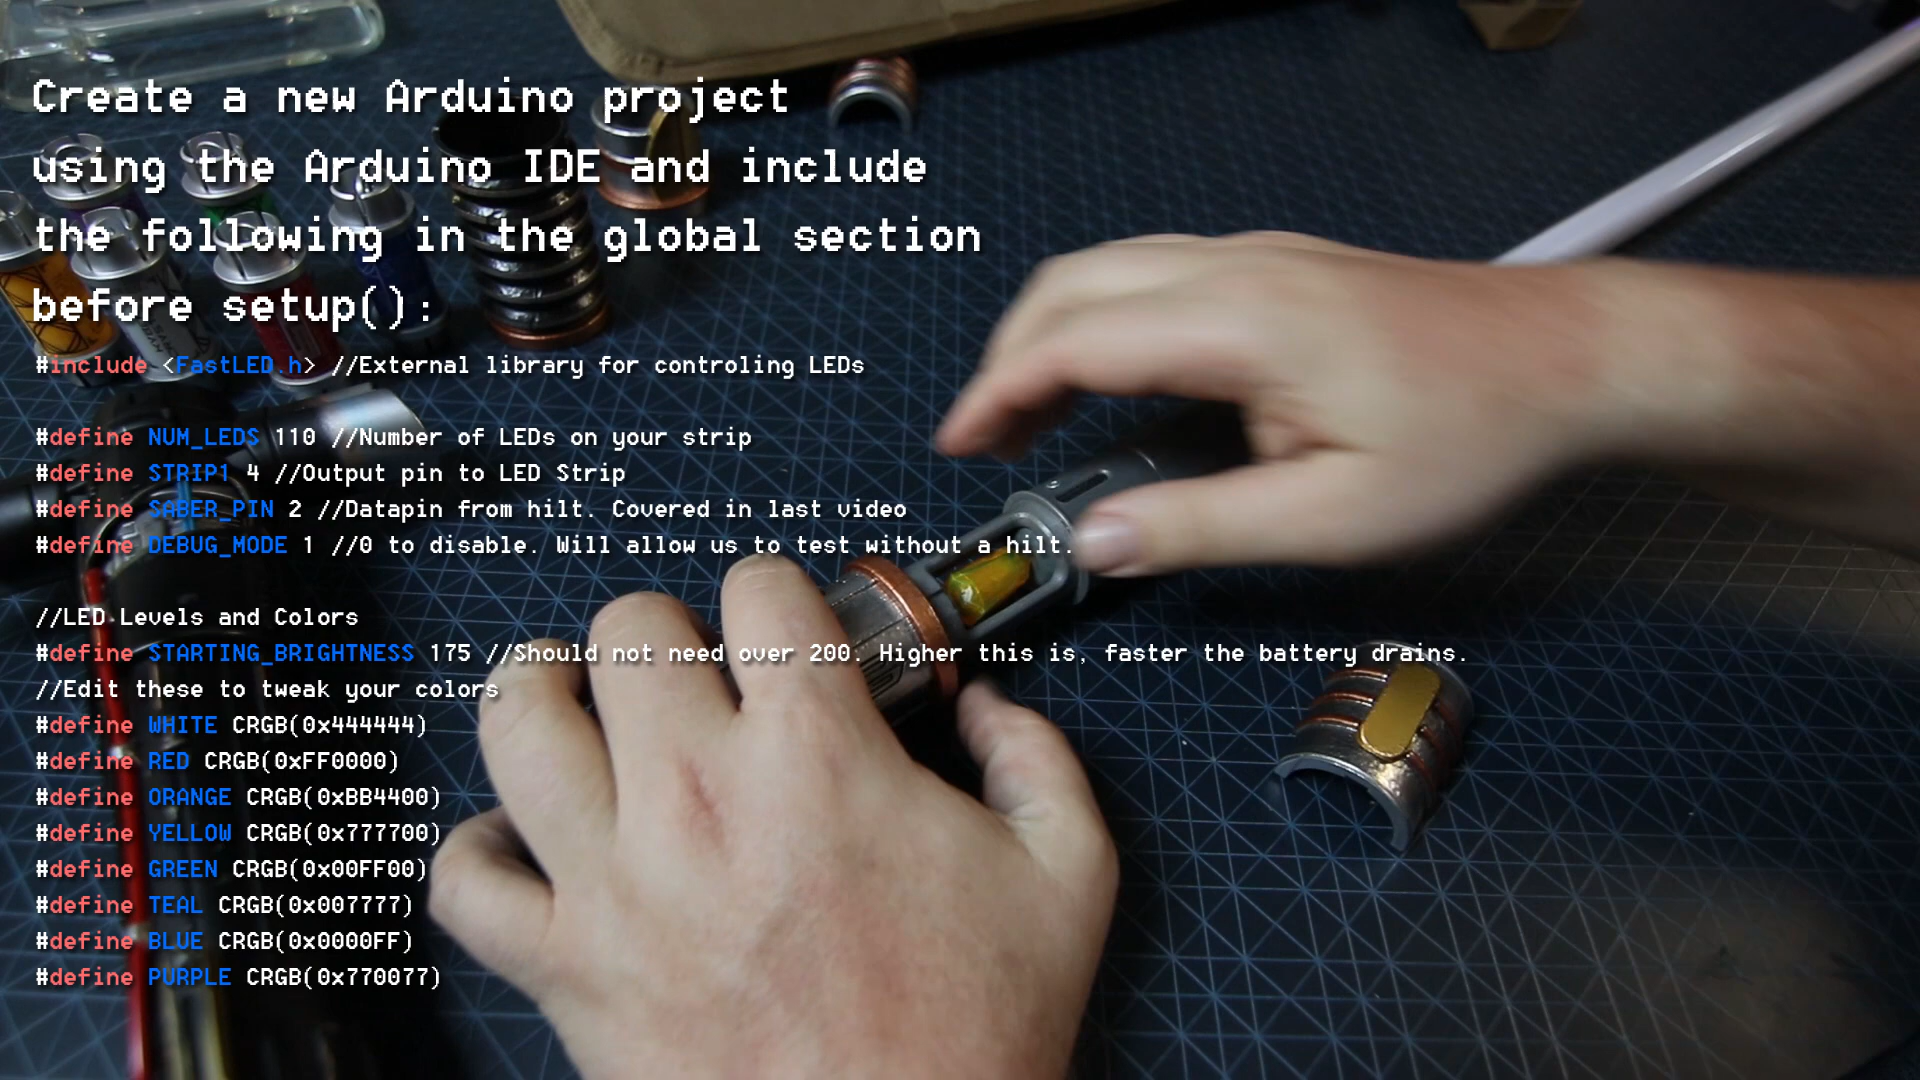 Create a new Arduino project
using the Arduino IDE and include
the following in the global section
before setup():
#include <FastLED.h> //External library for controling LEDs
#define NUM_LEDS 110 //Number of LEDs on your strip
#define STRIP1 4 //Output pin to LED Strip
#define SABER_PIN 2 //Datapin from hilt. Covered in last video
#define DEBUG_MODE 1 //0 to disable. Will allow us to test without a hilt.
//LED Levels and Colors
#define STARTING_BRIGHTNESS 175 //Should not need over 200. Higher this is, faster the battery drains.
//Edit these to tweak your colors
#define WHITE CRGB(0x444444)
#define RED CRGB(0xFF0000)
#define ORANGE CRGB(0xBB4400)
#define YELLOW CRGB(0x777700)
#define GREEN CRGB(0x00FF00)
#define TEAL CRGB(0x007777)
#define BLUE CRGB(0x0000FF)
#define PURPLE CRGB(0x770077)